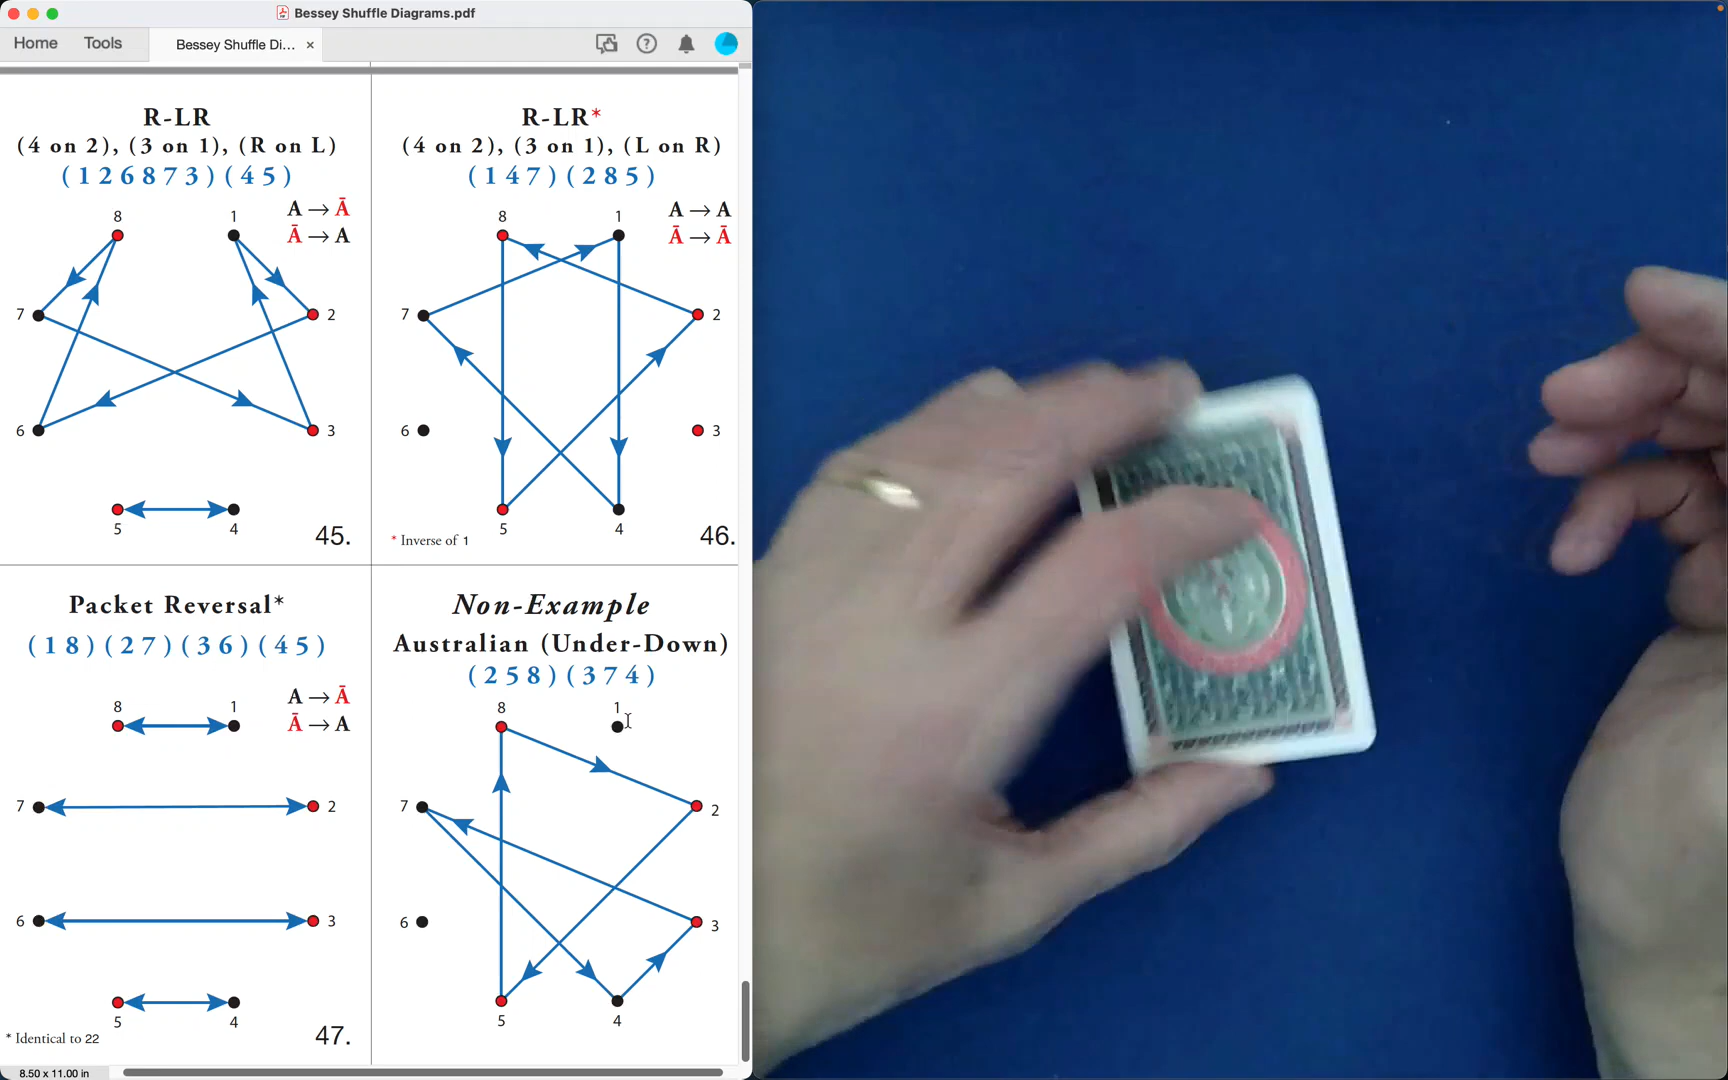 Bessey Shuffle Diagrams.pdf
Home Tools Bessey Shuffle Di... ×
R-LR
(4 on 2), (3 on 1), (R on L)
(126873)(45)
A → Ā
Ā → A
8 1
7 2
6 3
5 4
45.
R-LR*
(4 on 2), (3 on 1), (L on R)
(147)(285)
A → A
Ā → Ā
8 1
7 2
6 3
5 4
* Inverse of 1
46.
Packet Reversal*
(18)(27)(36)(45)
A → Ā
Ā → A
8 1
7 2
6 3
5 4
* Identical to 22
47.
Non-Example
Australian (Under-Down)
(258)(374)
8 1
7 2
6 3
5 4
8.50 x 11.00 in